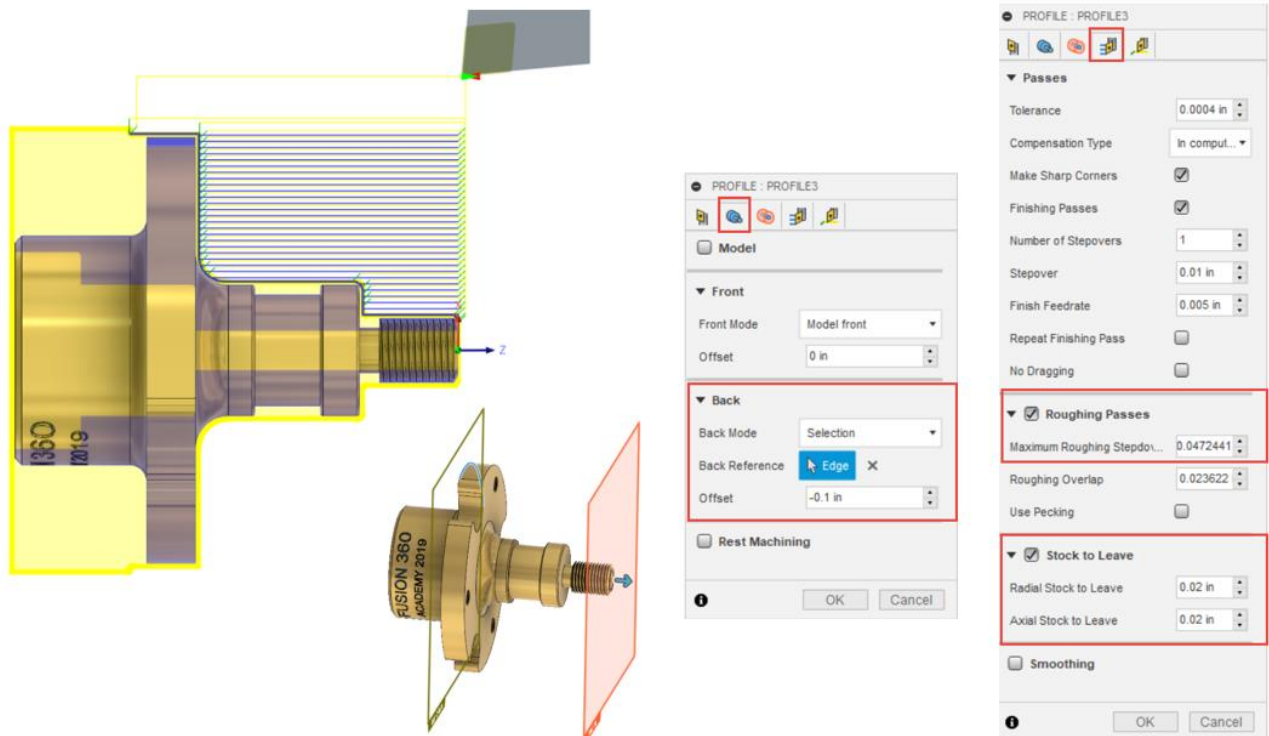 Z
1360
/2019
FUSION 360
ACADEMY 2019
PROFILE : PROFILE3
Model
Front
Front Mode Model front
Offset 0 in
Back
Back Mode Selection
Back Reference Edge
Offset -0.1 in
Rest Machining
OK Cancel
PROFILE : PROFILE3
Passes
Tolerance 0.0004 in
Compensation Type In comput...
Make Sharp Corners
Finishing Passes
Number of Stepovers 1
Stepover 0.01 in
Finish Feedrate 0.005 in
Repeat Finishing Pass
No Dragging
Roughing Passes
Maximum Roughing Stepdov... 0.0472441
Roughing Overlap 0.023622
Use Pecking
Stock to Leave
Radial Stock to Leave 0.02 in
Axial Stock to Leave 0.02 in
Smoothing
OK Cancel